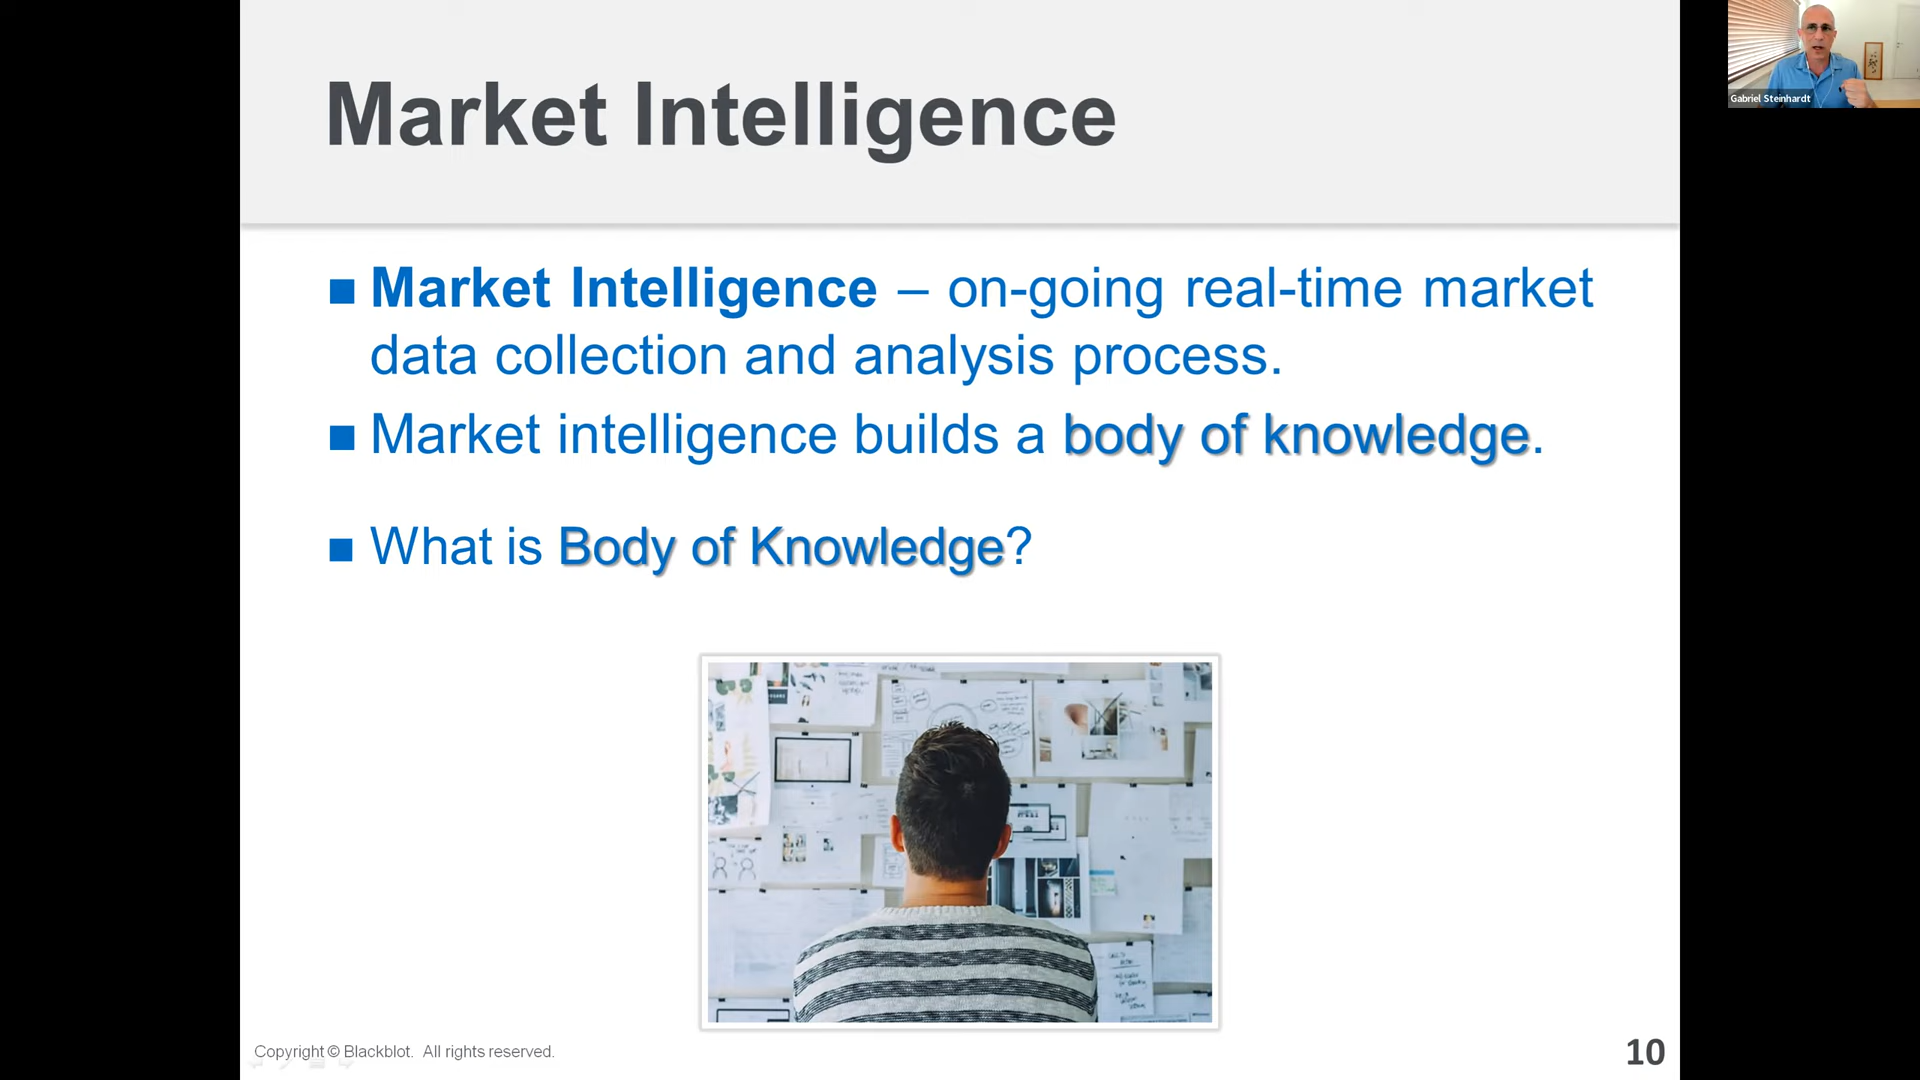 Market Intelligence
Gabriel Steinhardt
■ Market Intelligence – on-going real-time market
data collection and analysis process.
■ Market intelligence builds a body of knowledge.
■ What is Body of Knowledge?
Copyright © Blackblot. All rights reserved.
10